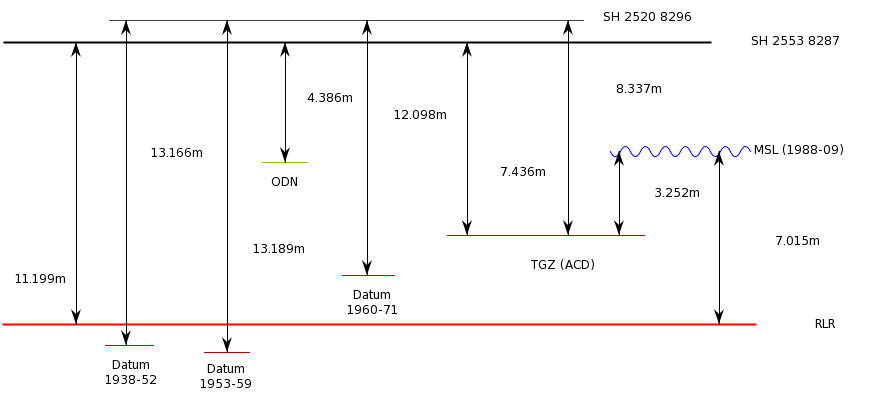 SH 2520 8296
SH 2553 8287
8.337m
4.386m
12.098m
13.166m
MSL (1988-09)
ODN
7.436m
3.252m
7.015m
13.189m
TGZ (ACD)
11.199m
Datum
1960-71
RLR
Datum
1938-52
Datum
1953-59